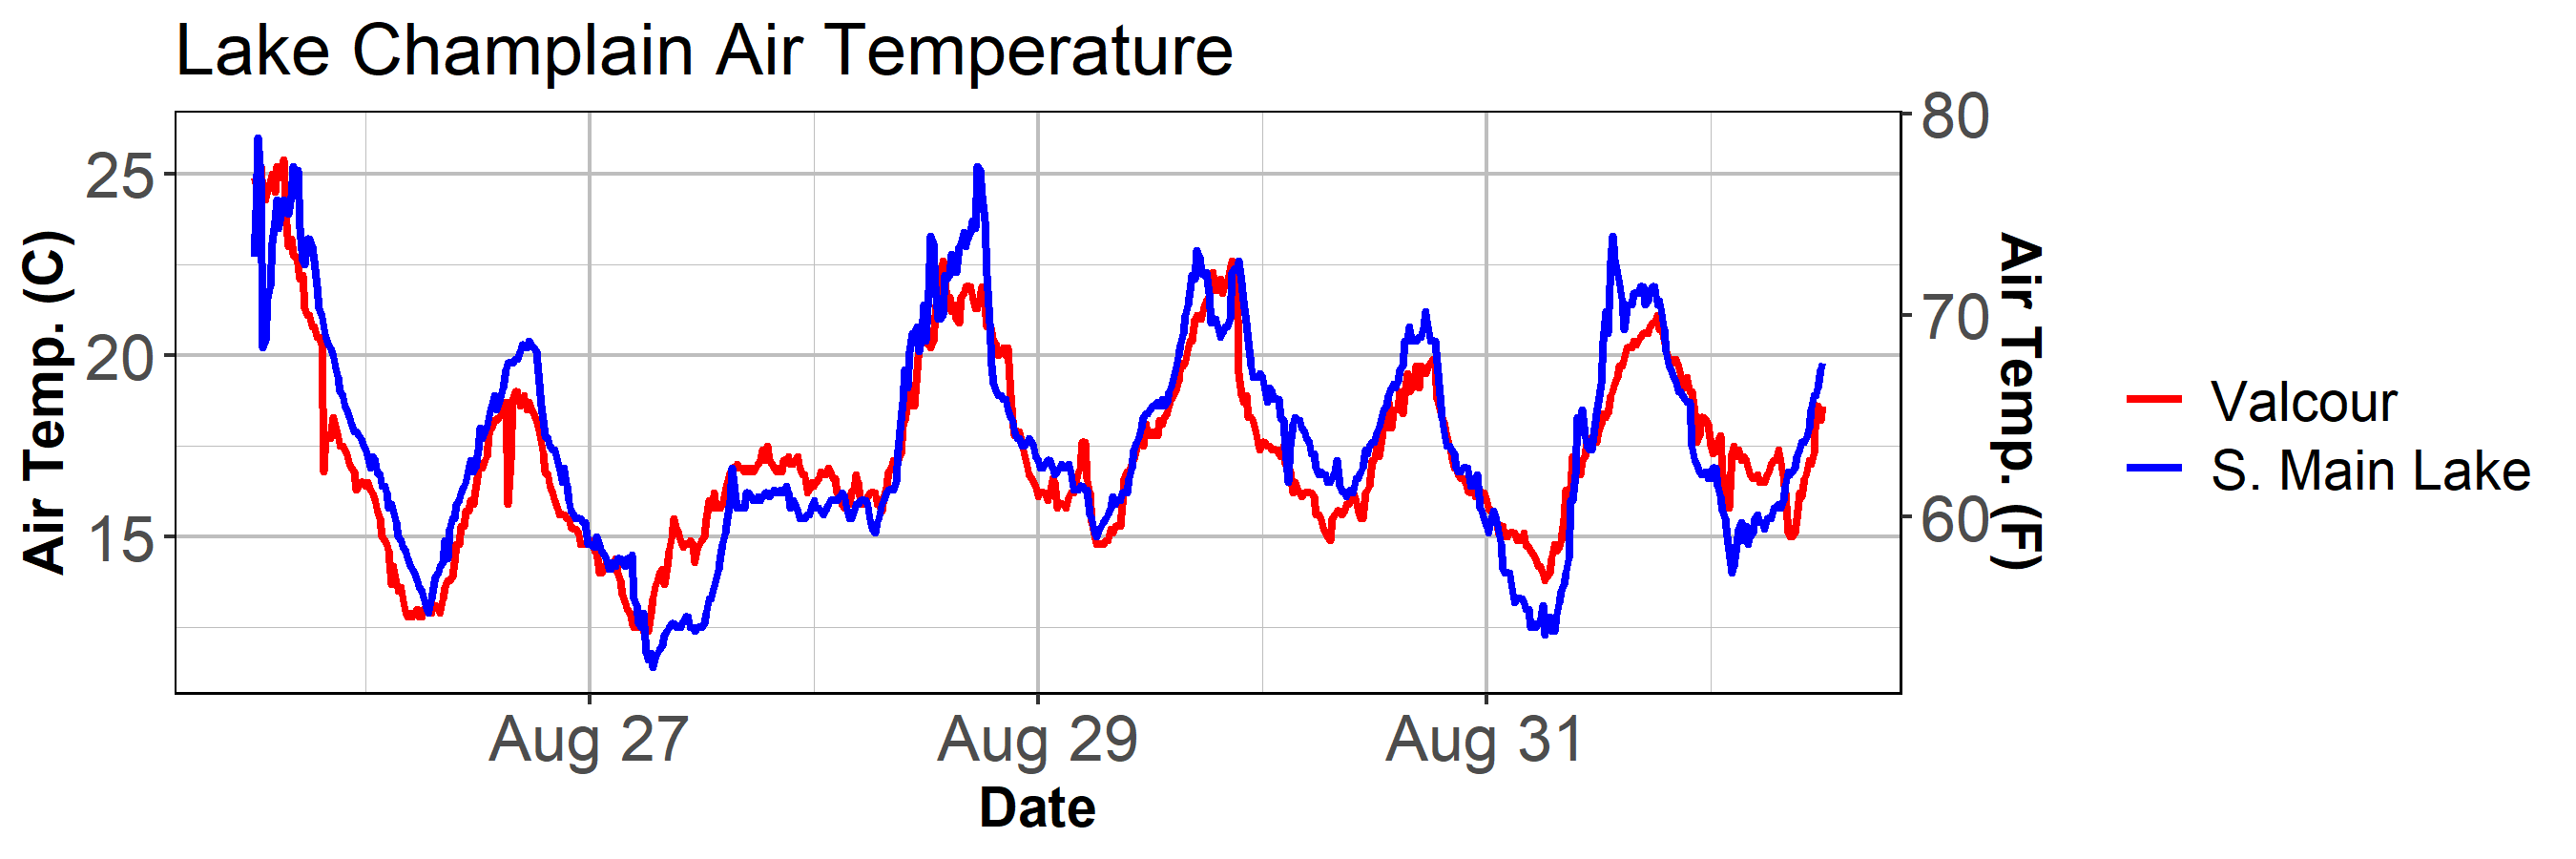 Lake Champlain Air Temperature
Air Temp. (C)
25
20
15
80
70
60
Air Temp. (F)
Aug 27
Aug 29
Aug 31
Date
Valcour
S. Main Lake